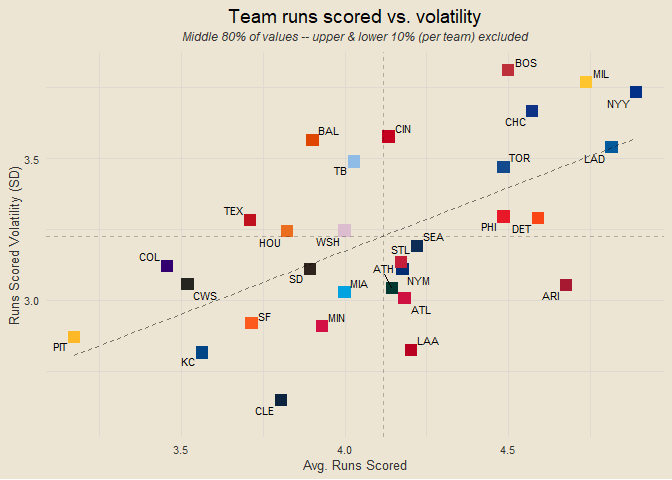 Team runs scored vs. volatility
Middle 80% of values -- upper & lower 10% (per team) excluded
BOS
MIL
NYY
CHC
BAL
CIN
3.5
TB
TOR
LAD
TEX
HOU
WSH
PHI
DET
SEA
STL
COL
SD
ATH
NYM
CWS
MIA
ARI
3.0
ATL
SF
MIN
PIT
KC
LAA
CLE
Runs Scored Volatility (SD)
3.5
4.0
4.5
Avg. Runs Scored